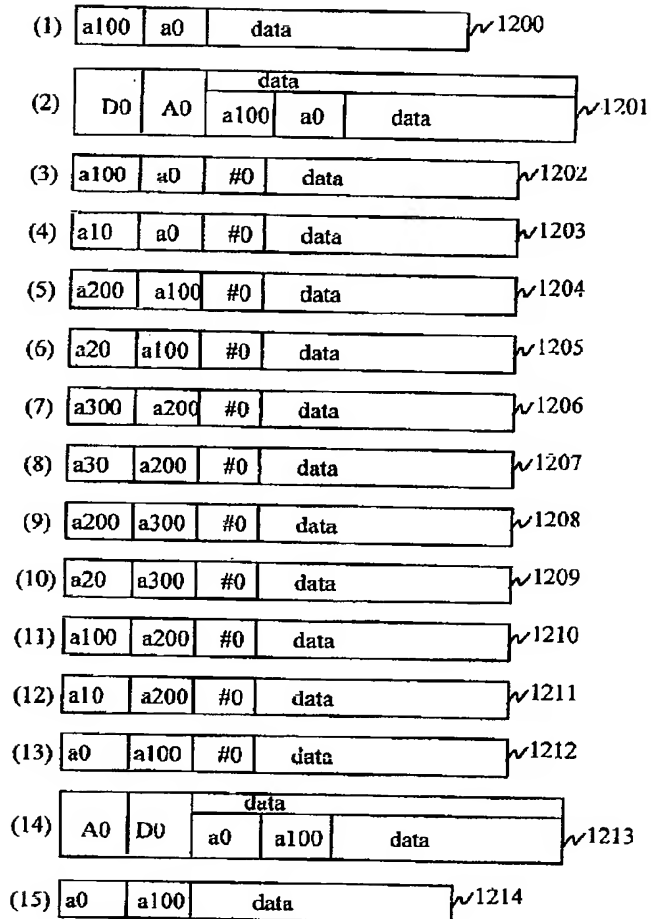 (1) a100 a0 data 1200
data
(2) D0 A0 a100 a0 data 1201
(3) a100 a0 #0 data 1202
(4) a10 a0 #0 data 1203
(5) a200 a100 #0 data 1204
(6) a20 a100 #0 data 1205
(7) a300 a200 #0 data 1206
(8) a30 a200 #0 data 1207
(9) a200 a300 #0 data 1208
(10) a20 a300 #0 data 1209
(11) a100 a200 #0 data 1210
(12) a10 a200 #0 data 1211
(13) a0 a100 #0 data 1212
data
(14) A0 D0 a0 a100 data 1213
(15) a0 a100 data 1214